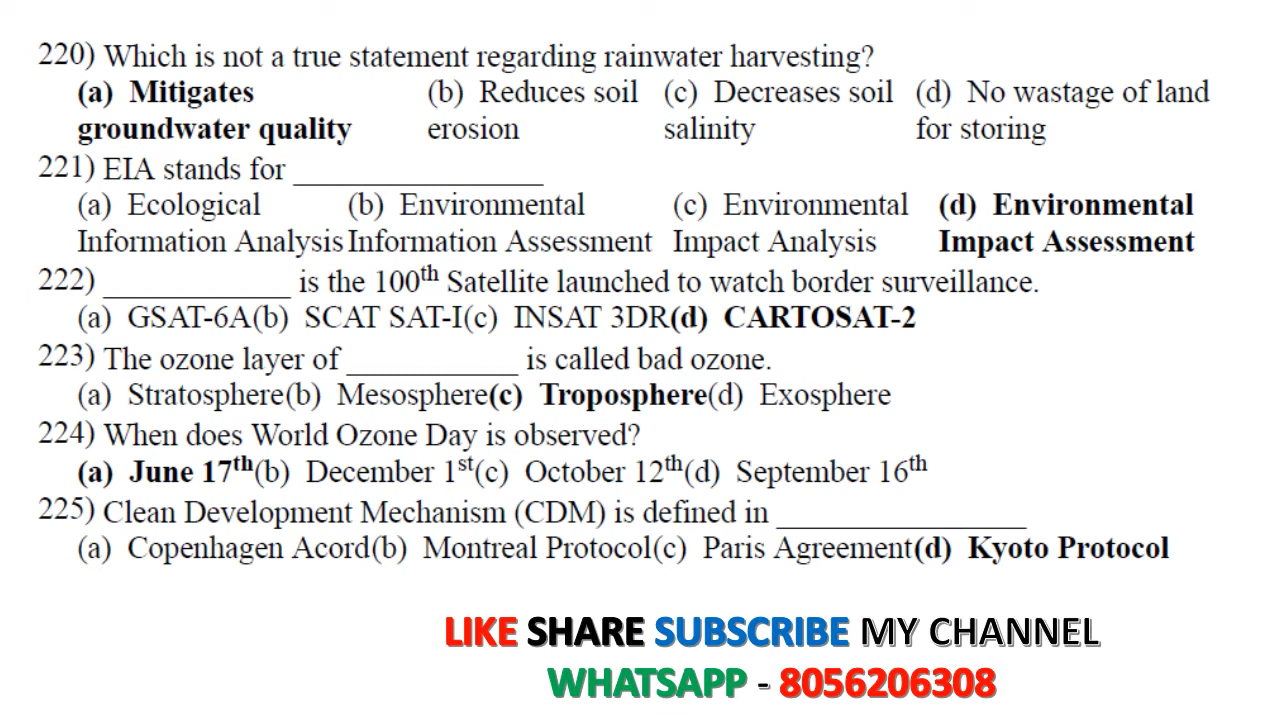 220) Which is not a true statement regarding rainwater harvesting?
(a) Mitigates (b) Reduces soil (c) Decreases soil (d) No wastage of land
groundwater quality erosion salinity for storing
221) EIA stands for ________________
(a) Ecological (b) Environmental (c) Environmental (d) Environmental
Information Analysis Information Assessment Impact Analysis Impact Assessment
222) ____________ is the 100th Satellite launched to watch border surveillance.
(a) GSAT-6A(b) SCAT SAT-I(c) INSAT 3DR(d) CARTOSAT-2
223) The ozone layer of ___________ is called bad ozone.
(a) Stratosphere(b) Mesosphere(c) Troposphere(d) Exosphere
224) When does World Ozone Day is observed?
(a) June 17th(b) December 1st(c) October 12th(d) September 16th
225) Clean Development Mechanism (CDM) is defined in ________________
(a) Copenhagen Acord(b) Montreal Protocol(c) Paris Agreement(d) Kyoto Protocol
LIKE SHARE SUBSCRIBE MY CHANNEL
WHATSAPP - 8056206308